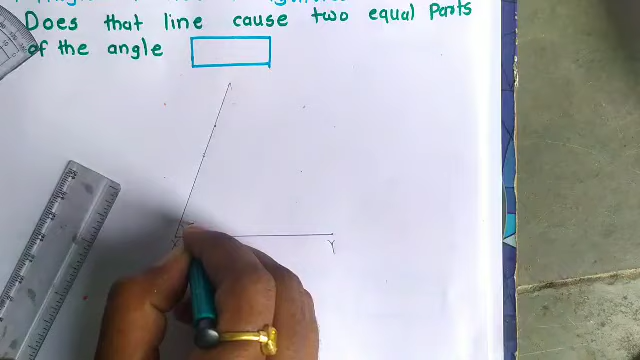 Does that line cause two equal Parts
of the angle
X
Y